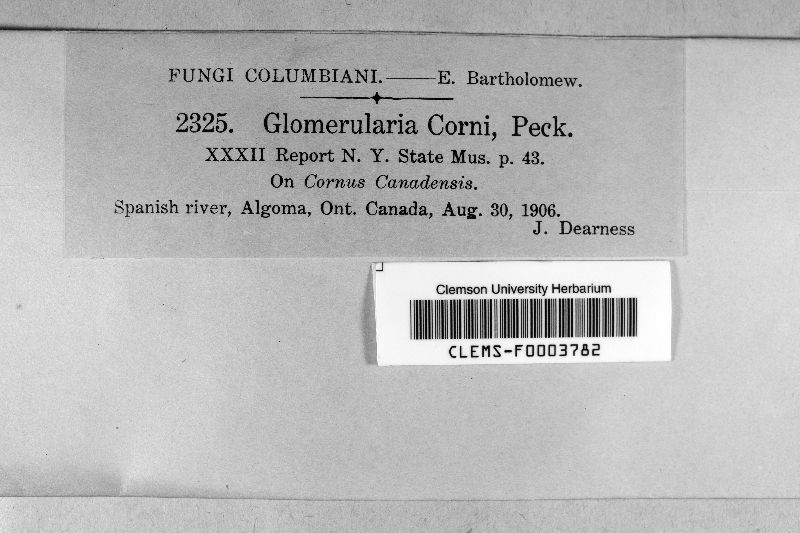 FUNGI COLUMBIANI.——E. Bartholomew.
2325. Glomerularia Corni, Peck.
XXXII Report N. Y. State Mus. p. 43.
On Cornus Canadensis.
Spanish river, Algoma, Ont. Canada, Aug. 30, 1906.
J. Dearness
Clemson University Herbarium
CLEMS-F0003782